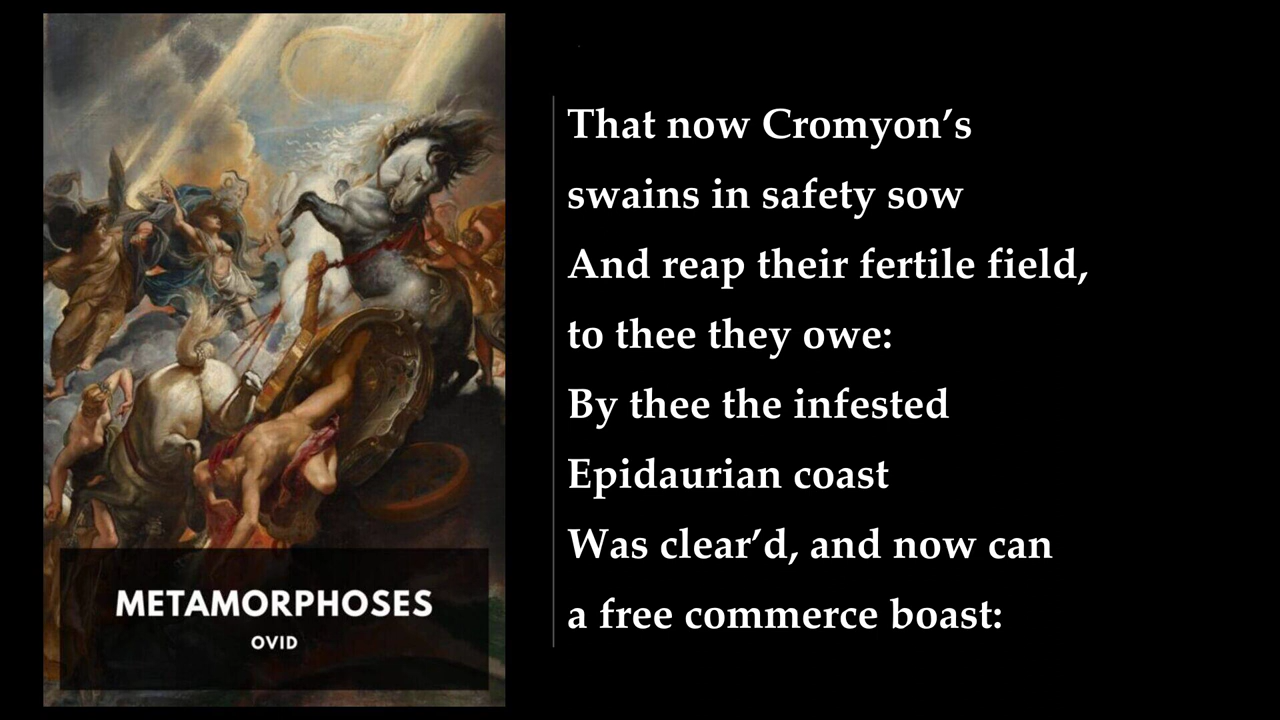 METAMORPHOSES
OVID
That now Cromyon’s
swains in safety sow
And reap their fertile field,
to thee they owe:
By thee the infested
Epidaurian coast
Was clear’d, and now can
a free commerce boast: